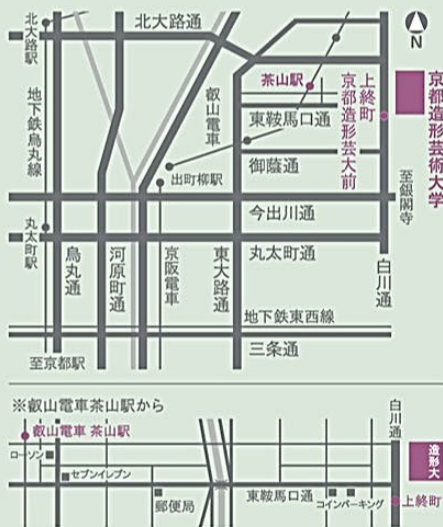 北大路通
北大路駅
N
茶山駅
上終町
京都造形芸大前
京都造形芸術大学
地下鉄烏丸線
叡山電車
東鞍馬口通
御蔭通
出町柳駅
至銀閣寺
今出川通
丸太町駅
丸太町通
烏丸通
河原町通
京阪電車
東大路通
白川通
地下鉄東西線
三条通
至京都駅
※叡山電車茶山駅から
白川通
叡山電車 茶山駅
ローソン
セブンイレブン
造形大
郵便局
東鞍馬口通
コインパーキング
上終町